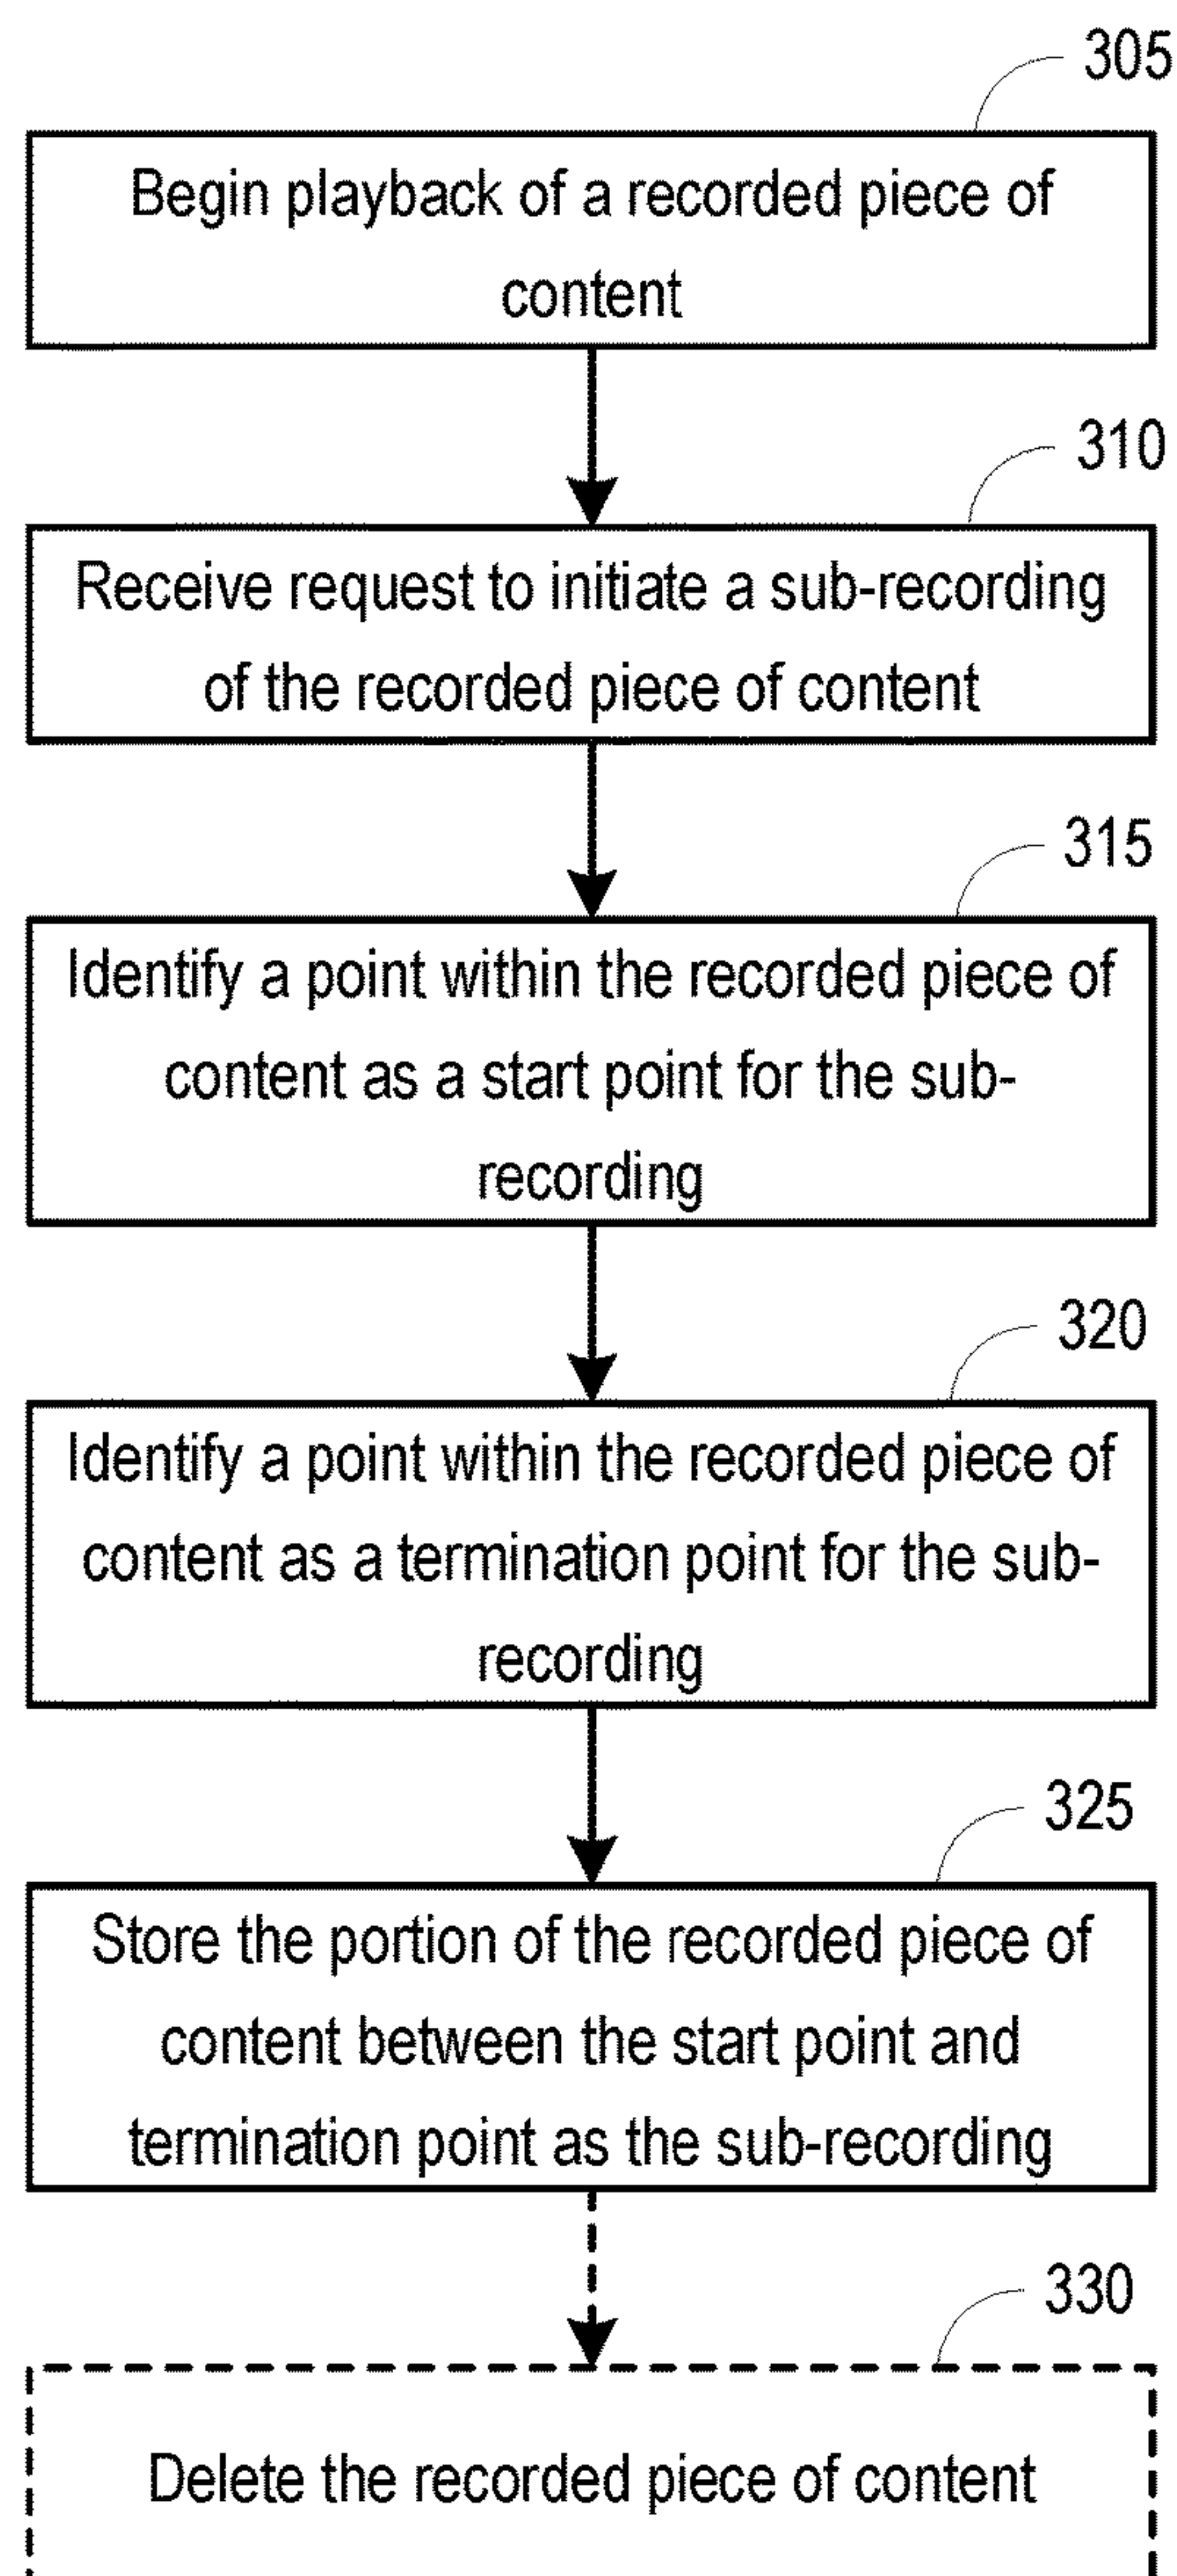 305
Begin playback of a recorded piece of
content
310
Receive request to initiate a sub-recording
of the recorded piece of content
315
Identify a point within the recorded piece of
content as a start point for the sub-
recording
320
Identify a point within the recorded piece of
content as a termination point for the sub-
recording
325
Store the portion of the recorded piece of
content between the start point and
termination point as the sub-recording
330
Delete the recorded piece of content